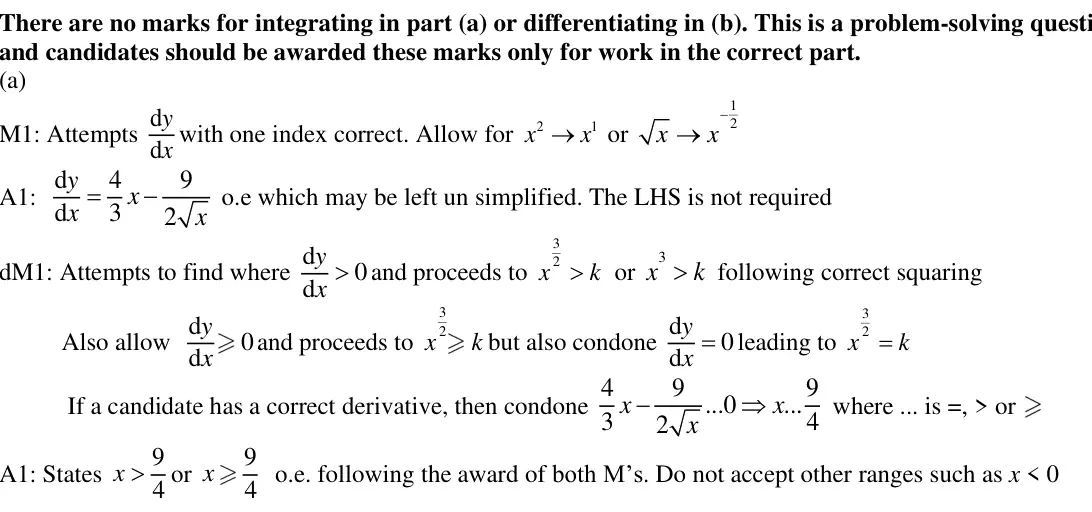 There are no marks for integrating in part (a) or differentiating in (b). This is a problem-solving questi
and candidates should be awarded these marks only for work in the correct part.
(a)
M1: Attempts dy/dx with one index correct. Allow for x² → x¹ or √x → x^(-1/2)
A1: dy/dx = 4/3 x − 9/(2√x) o.e which may be left un simplified. The LHS is not required
dM1: Attempts to find where dy/dx > 0 and proceeds to x^(3/2) > k or x³ > k following correct squaring
Also allow dy/dx ⩾ 0 and proceeds to x^(3/2) ⩾ k but also condone dy/dx = 0 leading to x^(3/2) = k
If a candidate has a correct derivative, then condone 4/3 x − 9/(2√x) ...0 ⇒ x... 9/4 where ... is =, > or ⩾
A1: States x > 9/4 or x ⩾ 9/4 o.e. following the award of both M's. Do not accept other ranges such as x < 0